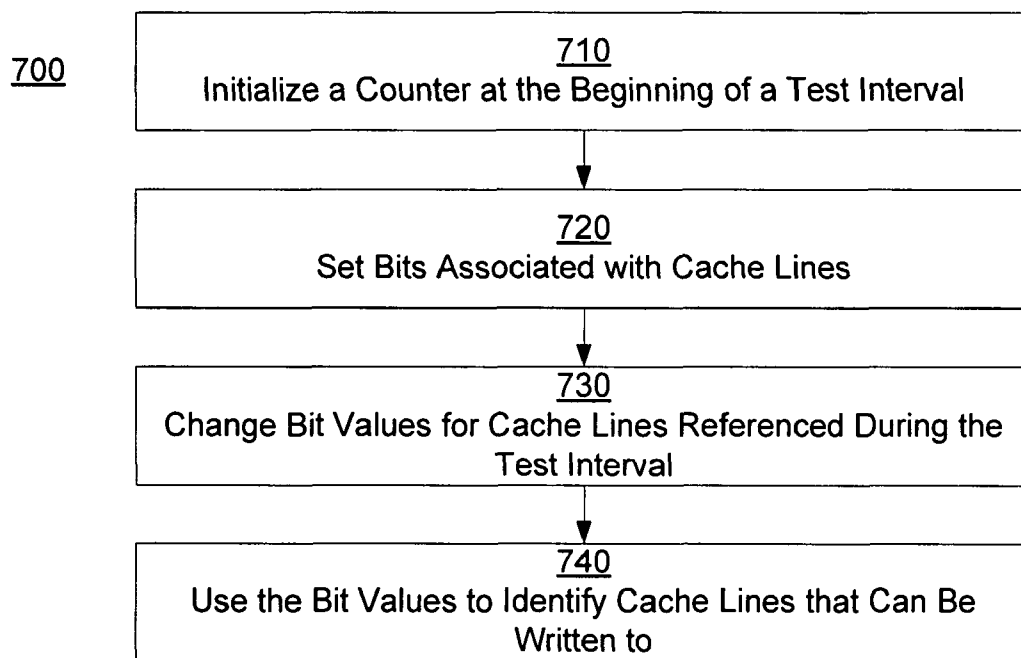 700
710
Initialize a Counter at the Beginning of a Test Interval
720
Set Bits Associated with Cache Lines
730
Change Bit Values for Cache Lines Referenced During the
Test Interval
740
Use the Bit Values to Identify Cache Lines that Can Be
Written to